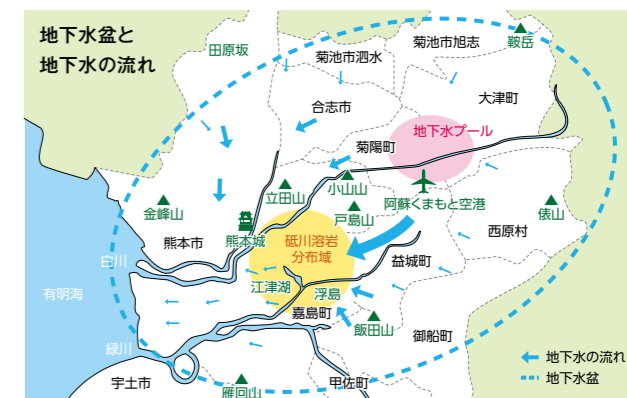 地下水盆と
地下水の流れ
田原坂
菊池市泗水
菊池市旭志
鞍岳
合志市
大津町
地下水プール
菊陽町
立田山
小山山
戸島山
阿蘇くまもと空港
俵山
金峰山
熊本市
熊本城
砥川溶岩
分布域
西原村
白川
益城町
有明海
江津湖
浮島
嘉島町
飯田山
御船町
緑川
宇土市
雁回山
甲佐町
地下水の流れ
地下水盆